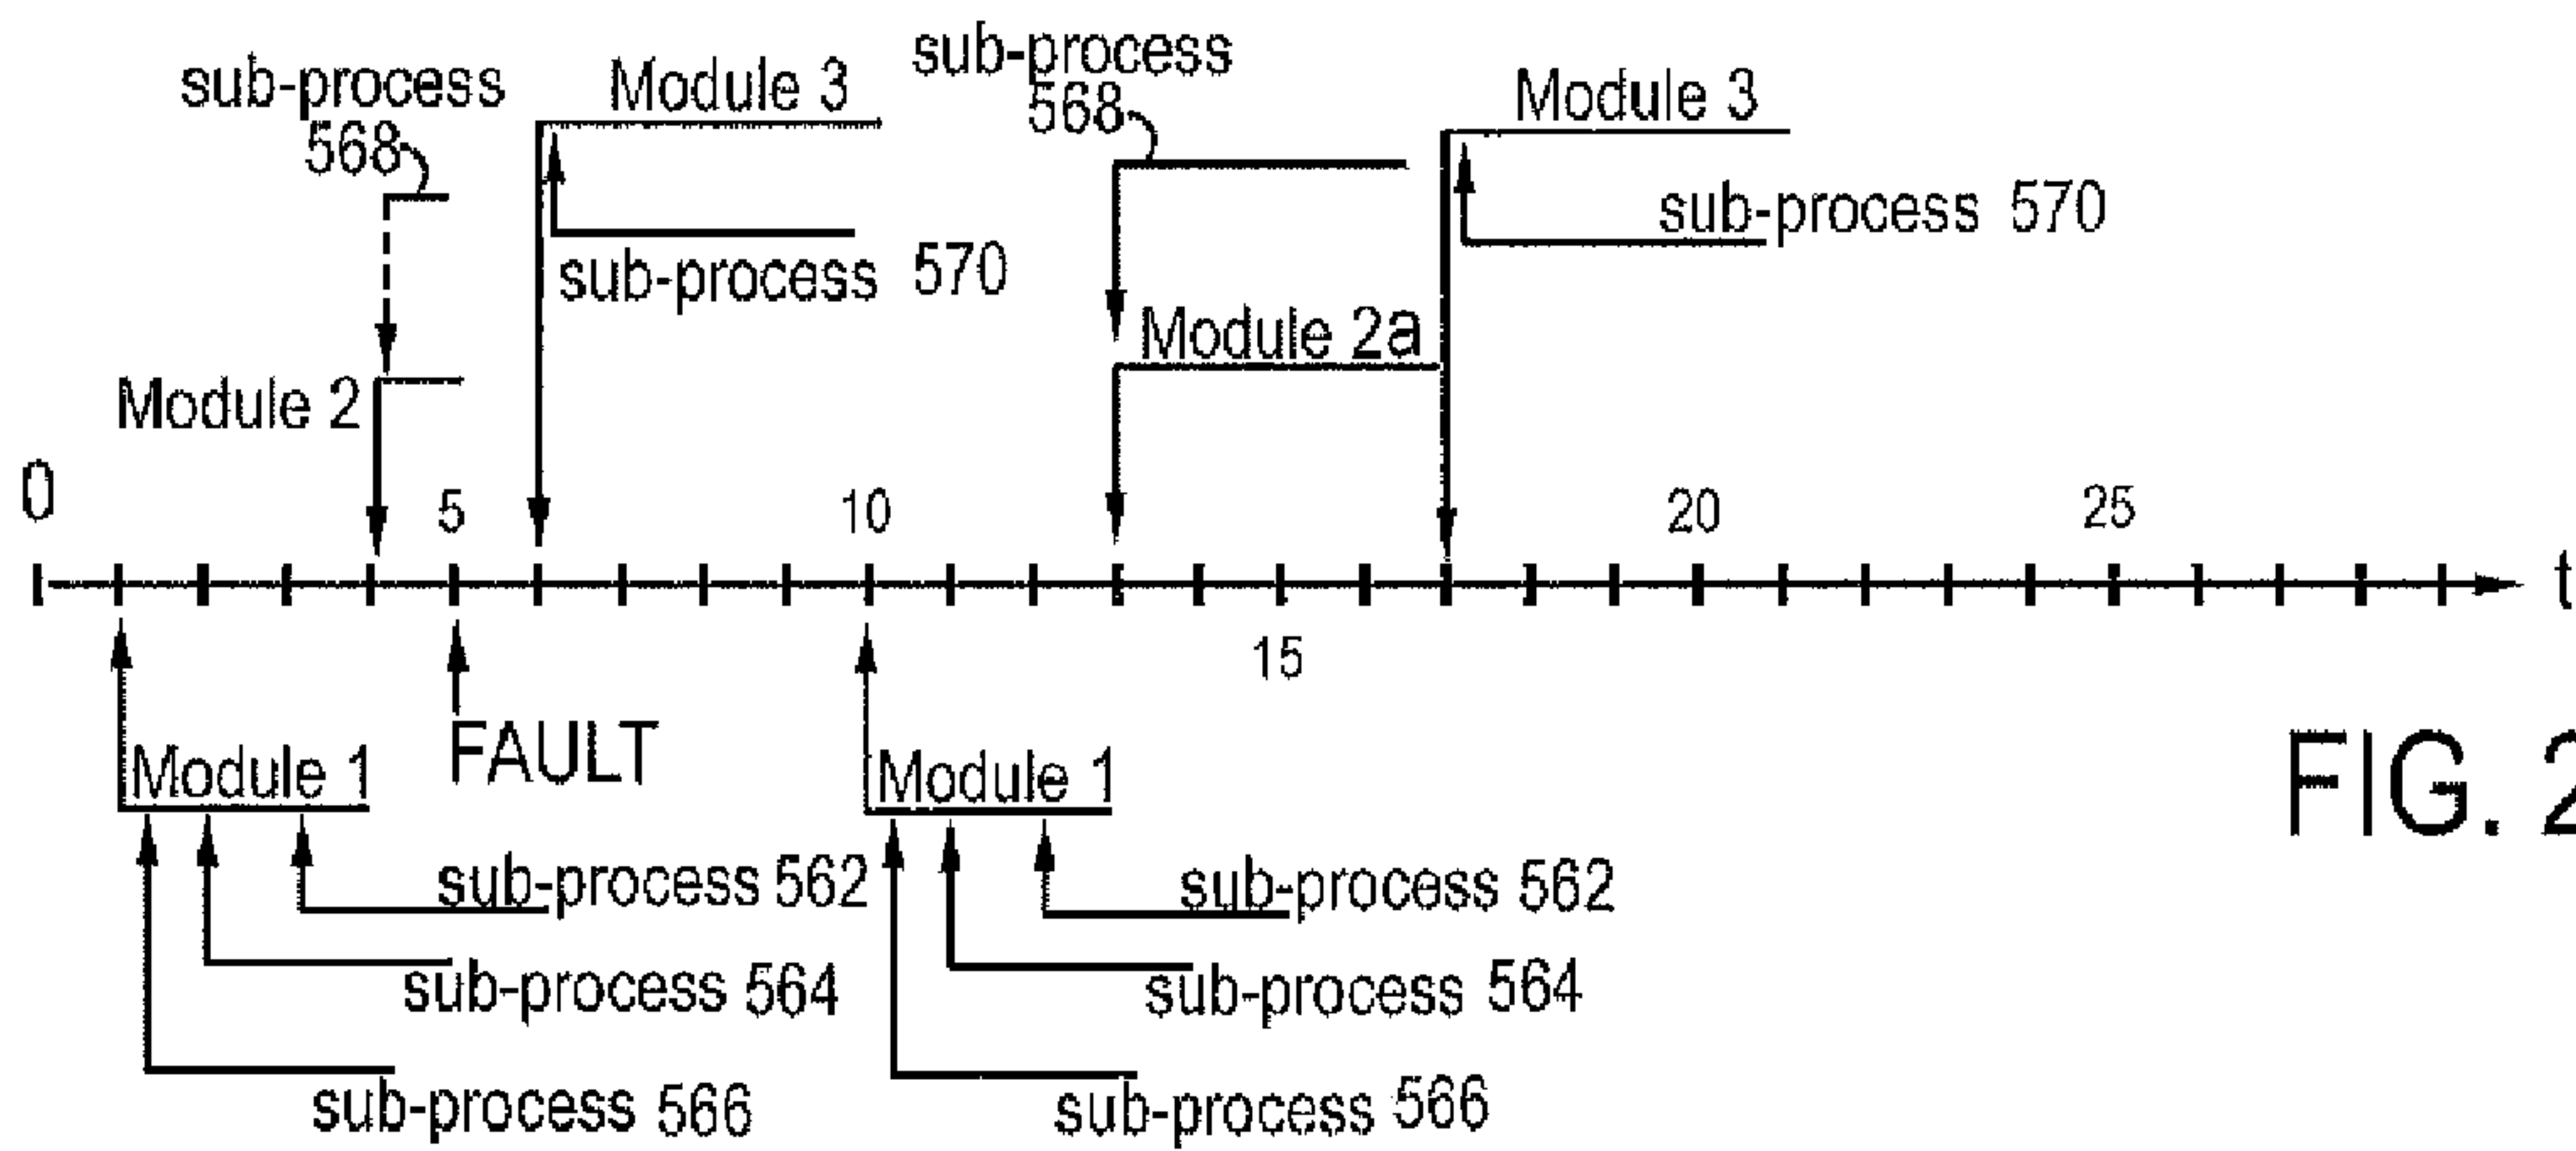 sub-process
568
Module 3
sub-process
568
Module 3
sub-process 570
sub-process 570
Module 2a
Module 2
0
5
10
20
25
t
15
FAULT
Module 1
Module 1
FIG. 2
sub-process 562
sub-process 562
sub-process 564
sub-process 564
sub-process 566
sub-process 566